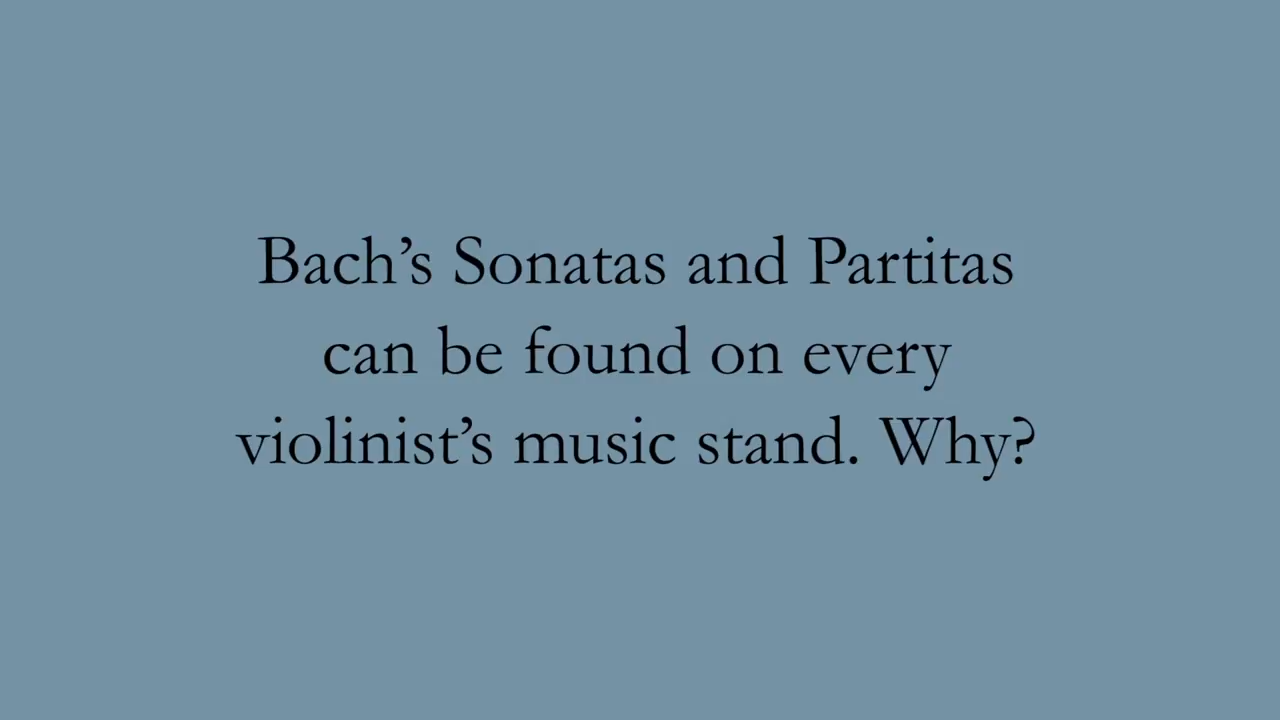 Bach’s Sonatas and Partitas
can be found on every
violinist’s music stand. Why?